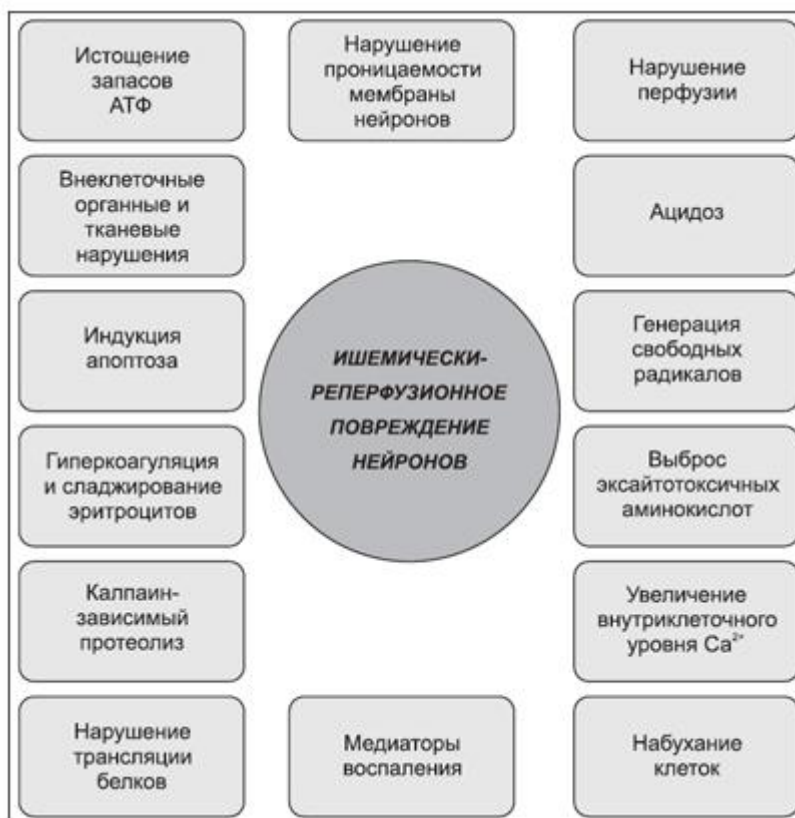 Истощение
запасов
АТФ
Нарушение
проницаемости
мембраны
нейронов
Нарушение
перфузии
Внеклеточные
органные и
тканевые
нарушения
Ацидоз
Индукция
апоптоза
ИШЕМИЧЕСКИ-
РЕПЕРФУЗИОННОЕ
ПОВРЕЖДЕНИЕ
НЕЙРОНОВ
Генерация
свободных
радикалов
Гиперкоагуляция
и сладжирование
эритроцитов
Выброс
эксайтотоксичных
аминокислот
Калпаин-
зависимый
протеолиз
Увеличение
внутриклеточного
уровня Ca²⁺
Нарушение
трансляции
белков
Медиаторы
воспаления
Набухание
клеток